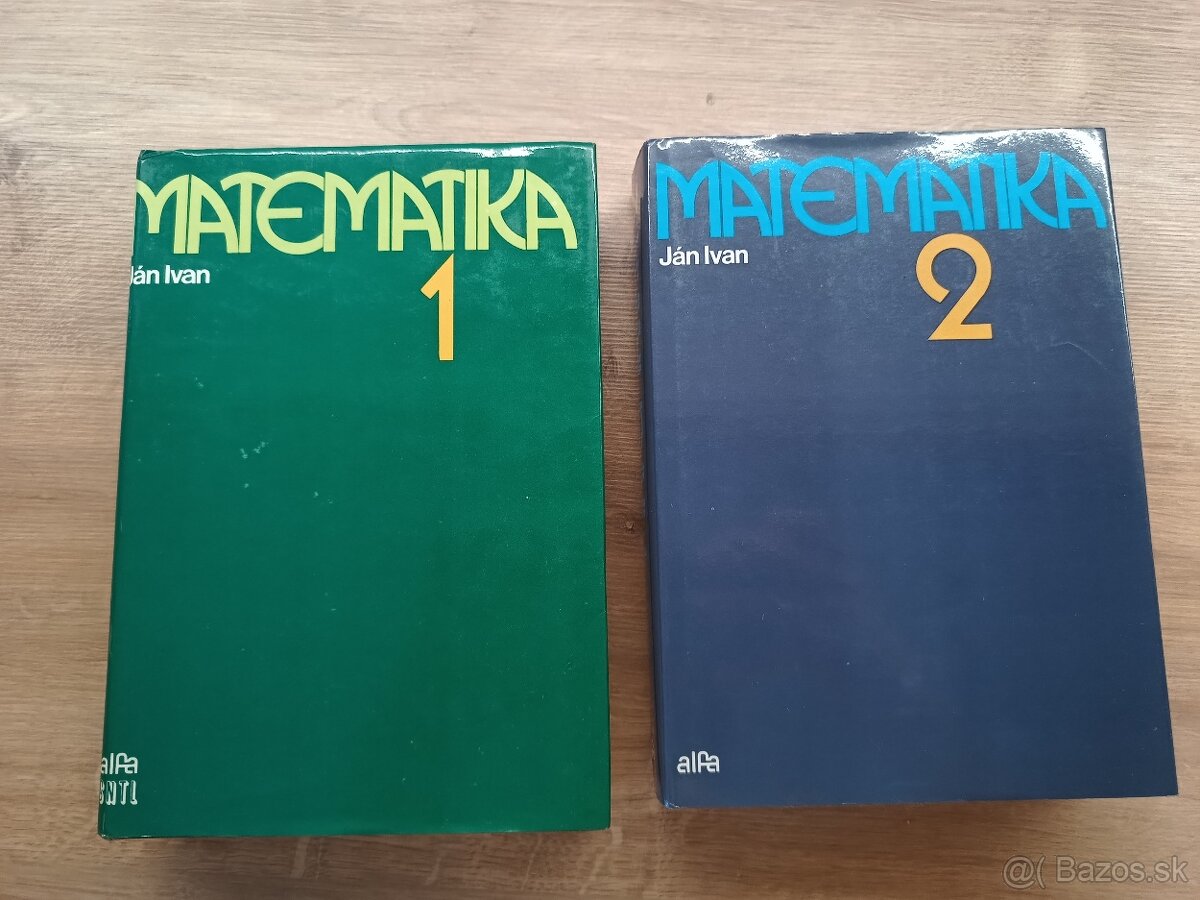 MATEMATIKA
Ján Ivan
1
alfa
SNTL
MATEMATIKA
Ján Ivan
2
alfa
@( Bazos.sk